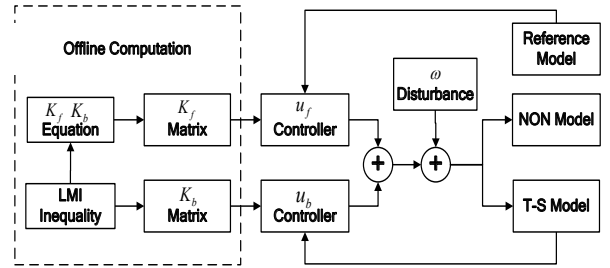 Offline Computation
Reference
Model
ω
Disturbance
K_f K_b
Equation
K_f
Matrix
u_f
Controller
NON Model
+
+
LMI
Inequality
K_b
Matrix
u_b
Controller
T-S Model